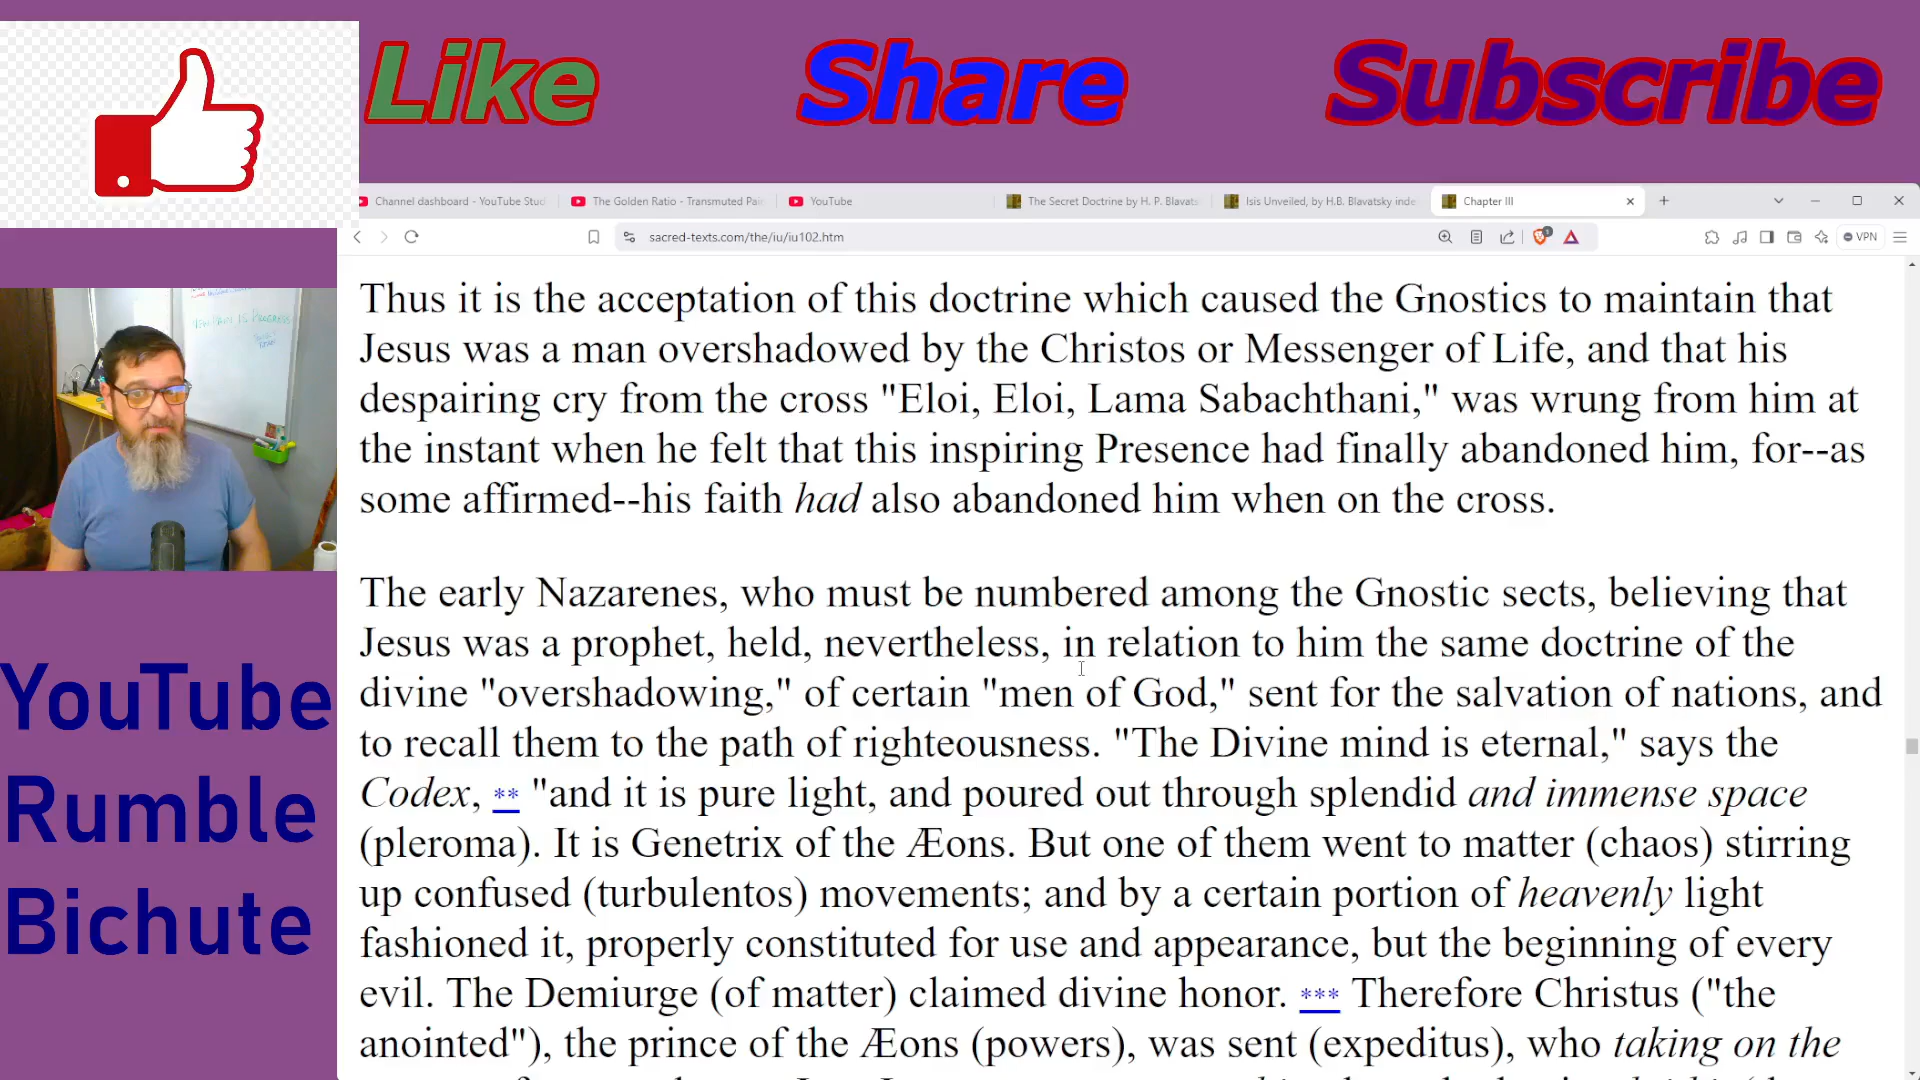 Like Share Subscribe
Channel dashboard - YouTube Stud
The Golden Ratio - Transmuted Pai
YouTube
The Secret Doctrine by H. P. Blavats
Isis Unveiled, by H.B. Blavatsky inde
Chapter III
sacred-texts.com/the/iu/iu102.htm
1
VPN
Thus it is the acceptation of this doctrine which caused the Gnostics to maintain that
Jesus was a man overshadowed by the Christos or Messenger of Life, and that his
despairing cry from the cross "Eloi, Eloi, Lama Sabachthani," was wrung from him at
the instant when he felt that this inspiring Presence had finally abandoned him, for--as
some affirmed--his faith had also abandoned him when on the cross.
The early Nazarenes, who must be numbered among the Gnostic sects, believing that
Jesus was a prophet, held, nevertheless, in relation to him the same doctrine of the
divine "overshadowing," of certain "men of God," sent for the salvation of nations, and
to recall them to the path of righteousness. "The Divine mind is eternal," says the
Codex, ** "and it is pure light, and poured out through splendid and immense space
(pleroma). It is Genetrix of the Æons. But one of them went to matter (chaos) stirring
up confused (turbulentos) movements; and by a certain portion of heavenly light
fashioned it, properly constituted for use and appearance, but the beginning of every
evil. The Demiurge (of matter) claimed divine honor. *** Therefore Christus ("the
anointed"), the prince of the Æons (powers), was sent (expeditus), who taking on the
YouTube
Rumble
Bichute